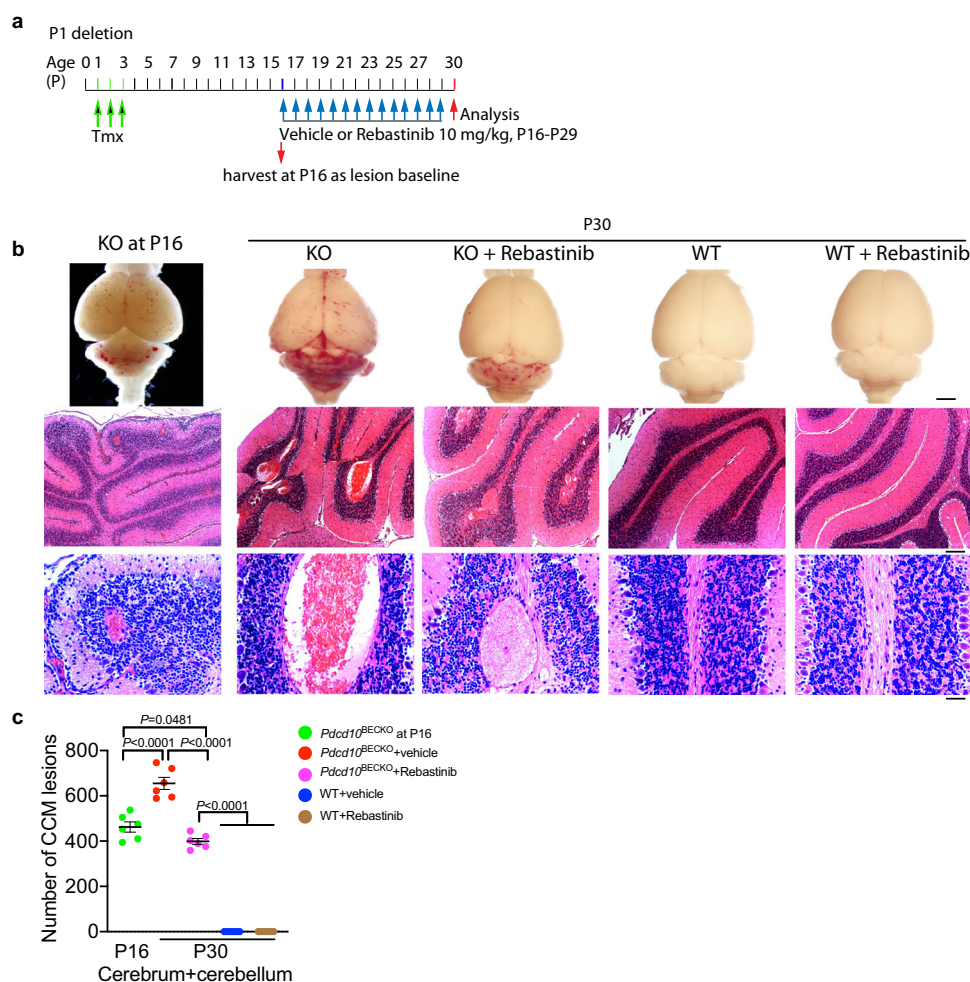 a
P1 deletion
Age 0 1 3 5 7 9 11 13 15 17 19 21 23 25 27 30
(P)
Analysis
Tmx
Vehicle or Rebastinib 10 mg/kg, P16-P29
harvest at P16 as lesion baseline
P30
b
KO at P16
KO
KO + Rebastinib
WT
WT + Rebastinib
c
P=0.0481
P<0.0001 P<0.0001
P<0.0001
Number of CCM lesions
800
600
400
200
0
P16 P30
Cerebrum+cerebellum
Pdcd10BECKO at P16
Pdcd10BECKO+vehicle
Pdcd10BECKO+Rebastinib
WT+vehicle
WT+Rebastinib